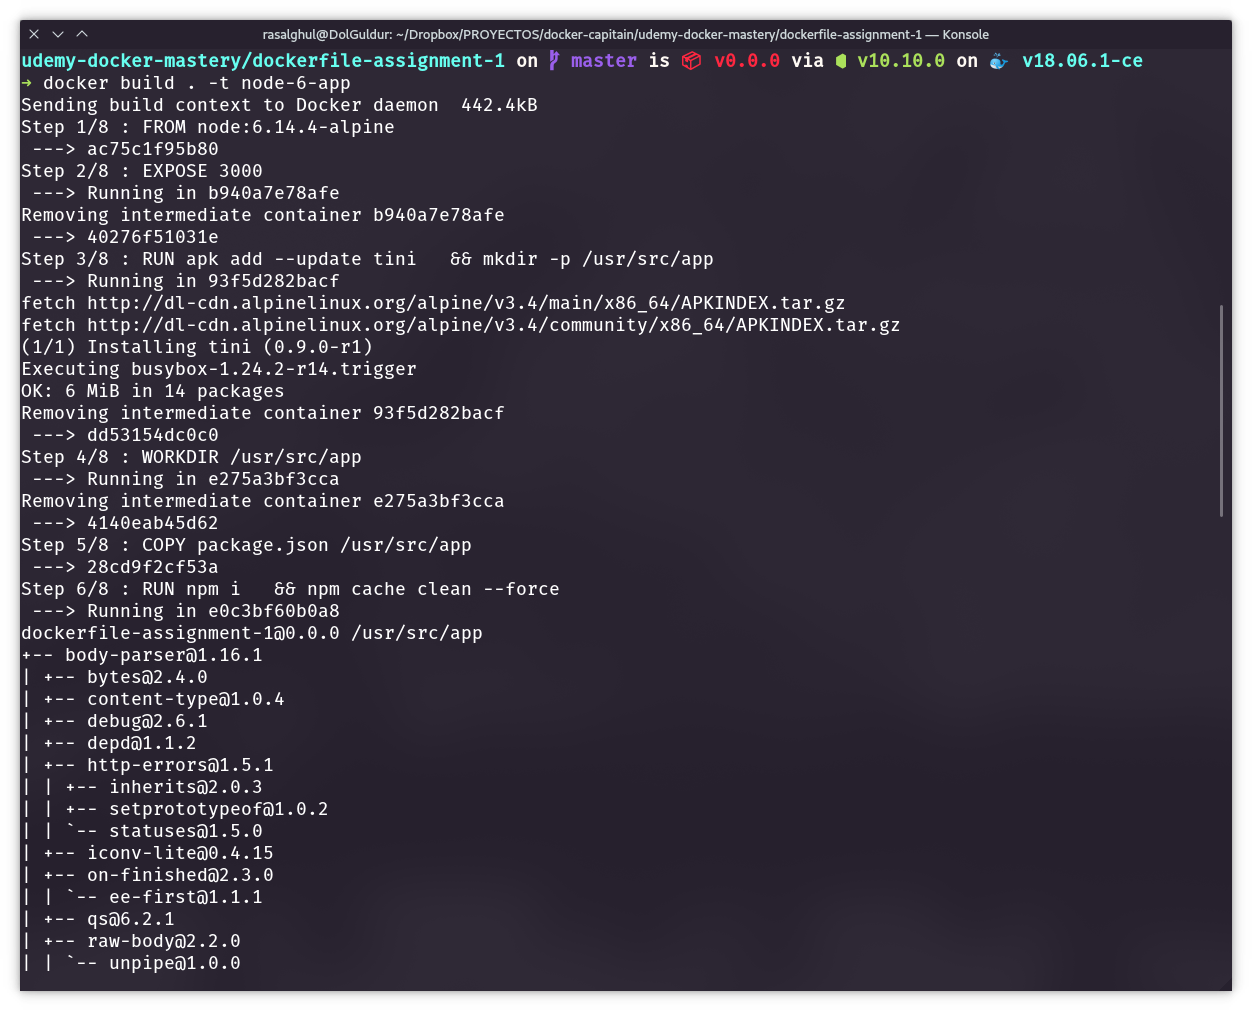 rasalghul@DolGuldur: ~/Dropbox/PROYECTOS/docker-capitain/udemy-docker-mastery/dockerfile-assignment-1 — Konsole
udemy-docker-mastery/dockerfile-assignment-1 on master is v0.0.0 via v10.10.0 on v18.06.1-ce
→ docker build . -t node-6-app
Sending build context to Docker daemon  442.4kB
Step 1/8 : FROM node:6.14.4-alpine
 ---> ac75c1f95b80
Step 2/8 : EXPOSE 3000
 ---> Running in b940a7e78afe
Removing intermediate container b940a7e78afe
 ---> 40276f51031e
Step 3/8 : RUN apk add --update tini   && mkdir -p /usr/src/app
 ---> Running in 93f5d282bacf
fetch http://dl-cdn.alpinelinux.org/alpine/v3.4/main/x86_64/APKINDEX.tar.gz
fetch http://dl-cdn.alpinelinux.org/alpine/v3.4/community/x86_64/APKINDEX.tar.gz
(1/1) Installing tini (0.9.0-r1)
Executing busybox-1.24.2-r14.trigger
OK: 6 MiB in 14 packages
Removing intermediate container 93f5d282bacf
 ---> dd53154dc0c0
Step 4/8 : WORKDIR /usr/src/app
 ---> Running in e275a3bf3cca
Removing intermediate container e275a3bf3cca
 ---> 4140eab45d62
Step 5/8 : COPY package.json /usr/src/app
 ---> 28cd9f2cf53a
Step 6/8 : RUN npm i   && npm cache clean --force
 ---> Running in e0c3bf60b0a8
dockerfile-assignment-1@0.0.0 /usr/src/app
+-- body-parser@1.16.1
| +-- bytes@2.4.0
| +-- content-type@1.0.4
| +-- debug@2.6.1
| +-- depd@1.1.2
| +-- http-errors@1.5.1
| | +-- inherits@2.0.3
| | +-- setprototypeof@1.0.2
| | `-- statuses@1.5.0
| +-- iconv-lite@0.4.15
| +-- on-finished@2.3.0
| | `-- ee-first@1.1.1
| +-- qs@6.2.1
| +-- raw-body@2.2.0
| | `-- unpipe@1.0.0